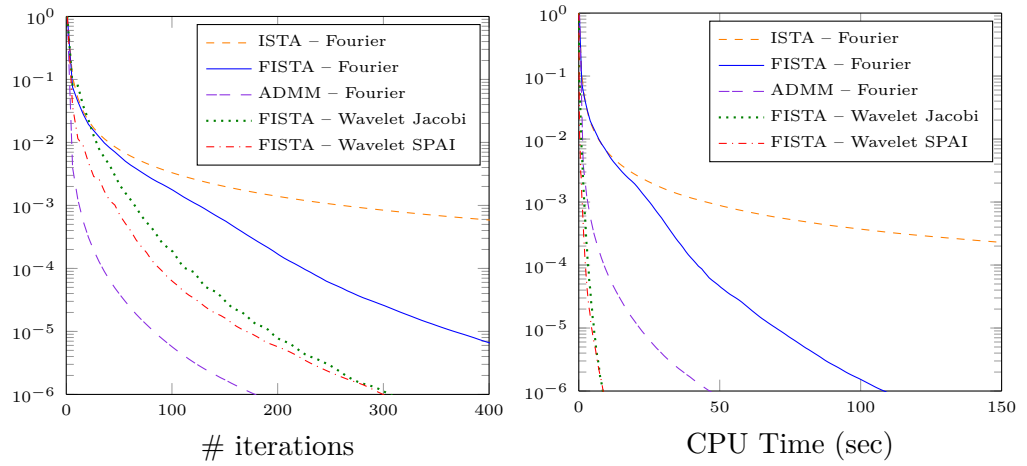 10^0
10^-1
10^-2
10^-3
10^-4
10^-5
10^-6
0
100
200
300
400
# iterations
ISTA – Fourier
FISTA – Fourier
ADMM – Fourier
FISTA – Wavelet Jacobi
FISTA – Wavelet SPAI
10^0
10^-1
10^-2
10^-3
10^-4
10^-5
10^-6
0
50
100
150
CPU Time (sec)
ISTA – Fourier
FISTA – Fourier
ADMM – Fourier
FISTA – Wavelet Jacobi
FISTA – Wavelet SPAI